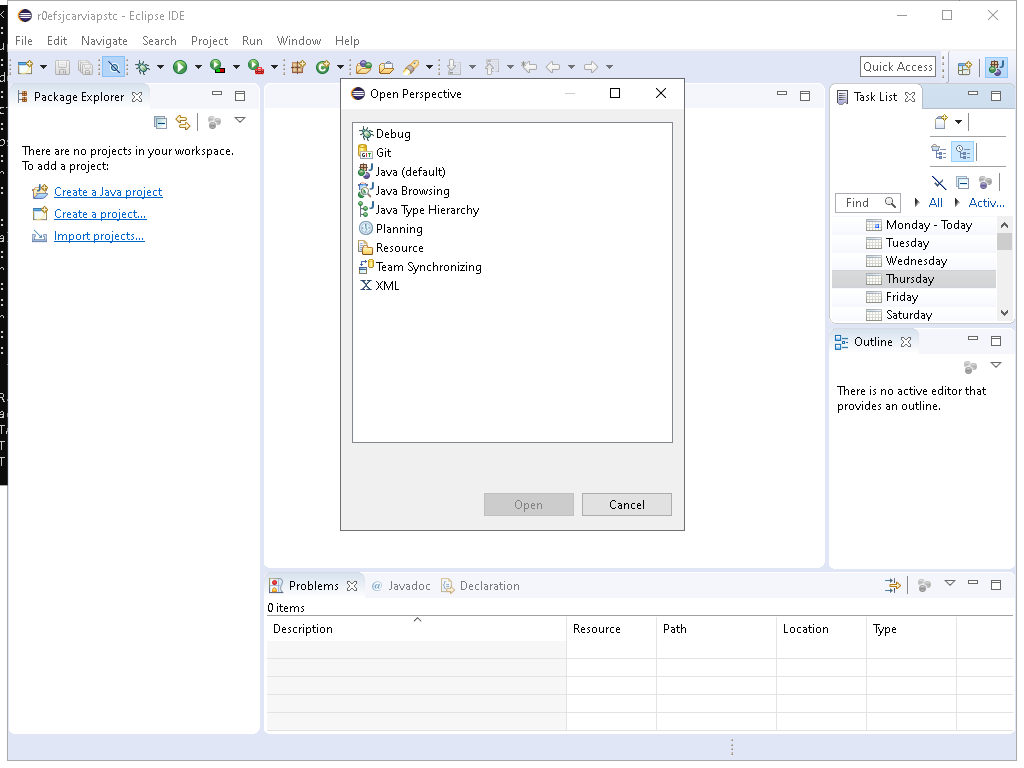 r0efsjcarviapstc - Eclipse IDE
File Edit Navigate Search Project Run Window Help
Quick Access
Package Explorer
There are no projects in your workspace.
To add a project:
Create a Java project
Create a project...
Import projects...
Open Perspective
Debug
Git
Java (default)
Java Browsing
Java Type Hierarchy
Planning
Resource
Team Synchronizing
XML
Open Cancel
Task List
Find All Activ...
Monday - Today
Tuesday
Wednesday
Thursday
Friday
Saturday
Outline
There is no active editor that
provides an outline.
Problems @ Javadoc Declaration
0 items
Description Resource Path Location Type